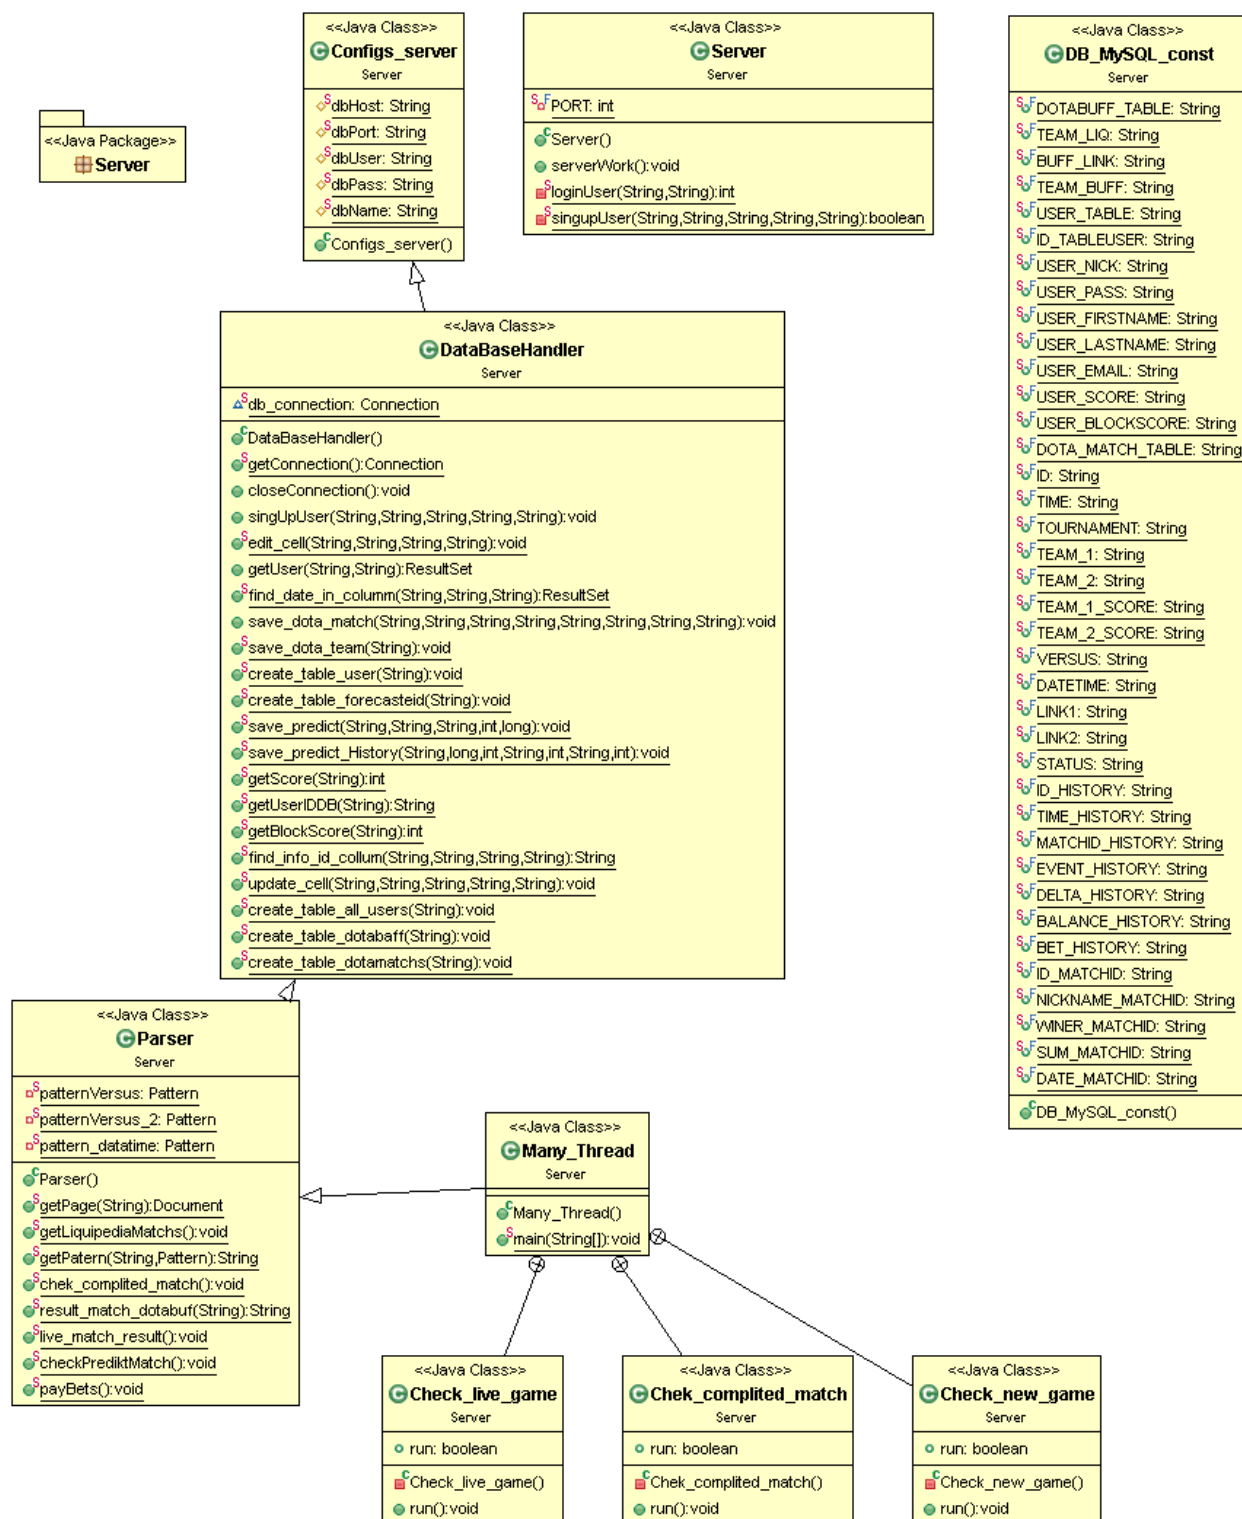 <<Java Package>>
Server
<<Java Class>>
Configs_server
Server
dbHost: String
dbPort: String
dbUser: String
dbPass: String
dbName: String
Configs_server()
<<Java Class>>
Server
Server
PORT: int
Server()
serverWork():void
loginUser(String,String):int
singupUser(String,String,String,String,String):boolean
<<Java Class>>
DB_MySQL_const
Server
DOTABUFF_TABLE: String
TEAM_LIQ: String
BUFF_LINK: String
TEAM_BUFF: String
USER_TABLE: String
ID_TABLEUSER: String
USER_NICK: String
USER_PASS: String
USER_FIRSTNAME: String
USER_LASTNAME: String
USER_EMAIL: String
USER_SCORE: String
USER_BLOCKSCORE: String
DOTA_MATCH_TABLE: String
ID: String
TIME: String
TOURNAMENT: String
TEAM_1: String
TEAM_2: String
TEAM_1_SCORE: String
TEAM_2_SCORE: String
VERSUS: String
DATETIME: String
LINK1: String
LINK2: String
STATUS: String
ID_HISTORY: String
TIME_HISTORY: String
MATCHID_HISTORY: String
EVENT_HISTORY: String
DELTA_HISTORY: String
BALANCE_HISTORY: String
BET_HISTORY: String
ID_MATCHID: String
NICKNAME_MATCHID: String
WINER_MATCHID: String
SUM_MATCHID: String
DATE_MATCHID: String
DB_MySQL_const()
<<Java Class>>
DataBaseHandler
Server
db_connection: Connection
DataBaseHandler()
getConnection():Connection
closeConnection():void
singUpUser(String,String,String,String,String):void
edit_cell(String,String,String,String):void
getUser(String,String):ResultSet
find_date_in_columm(String,String,String):ResultSet
save_dota_match(String,String,String,String,String,String,String,String):void
save_dota_team(String):void
create_table_user(String):void
create_table_forecasteid(String):void
save_predict(String,String,String,int,long):void
save_predict_History(String,long,int,String,int,String,int):void
getScore(String):int
getUserIDDB(String):String
getBlockScore(String):int
find_info_id_collum(String,String,String,String):String
update_cell(String,String,String,String,String):void
create_table_all_users(String):void
create_table_dotabaff(String):void
create_table_dotamatchs(String):void
<<Java Class>>
Parser
Server
patternVersus: Pattern
patternVersus_2: Pattern
pattern_datatime: Pattern
Parser()
getPage(String):Document
getLiquipediaMatchs():void
getPatern(String,Pattern):String
chek_complited_match():void
result_match_dotabuf(String):String
live_match_result():void
checkPrediktMatch():void
payBets():void
<<Java Class>>
Many_Thread
Server
Many_Thread()
main(String[]):void
<<Java Class>>
Check_live_game
Server
run: boolean
Check_live_game()
run():void
<<Java Class>>
Chek_complited_match
Server
run: boolean
Chek_complited_match()
run():void
<<Java Class>>
Check_new_game
Server
run: boolean
Check_new_game()
run():void